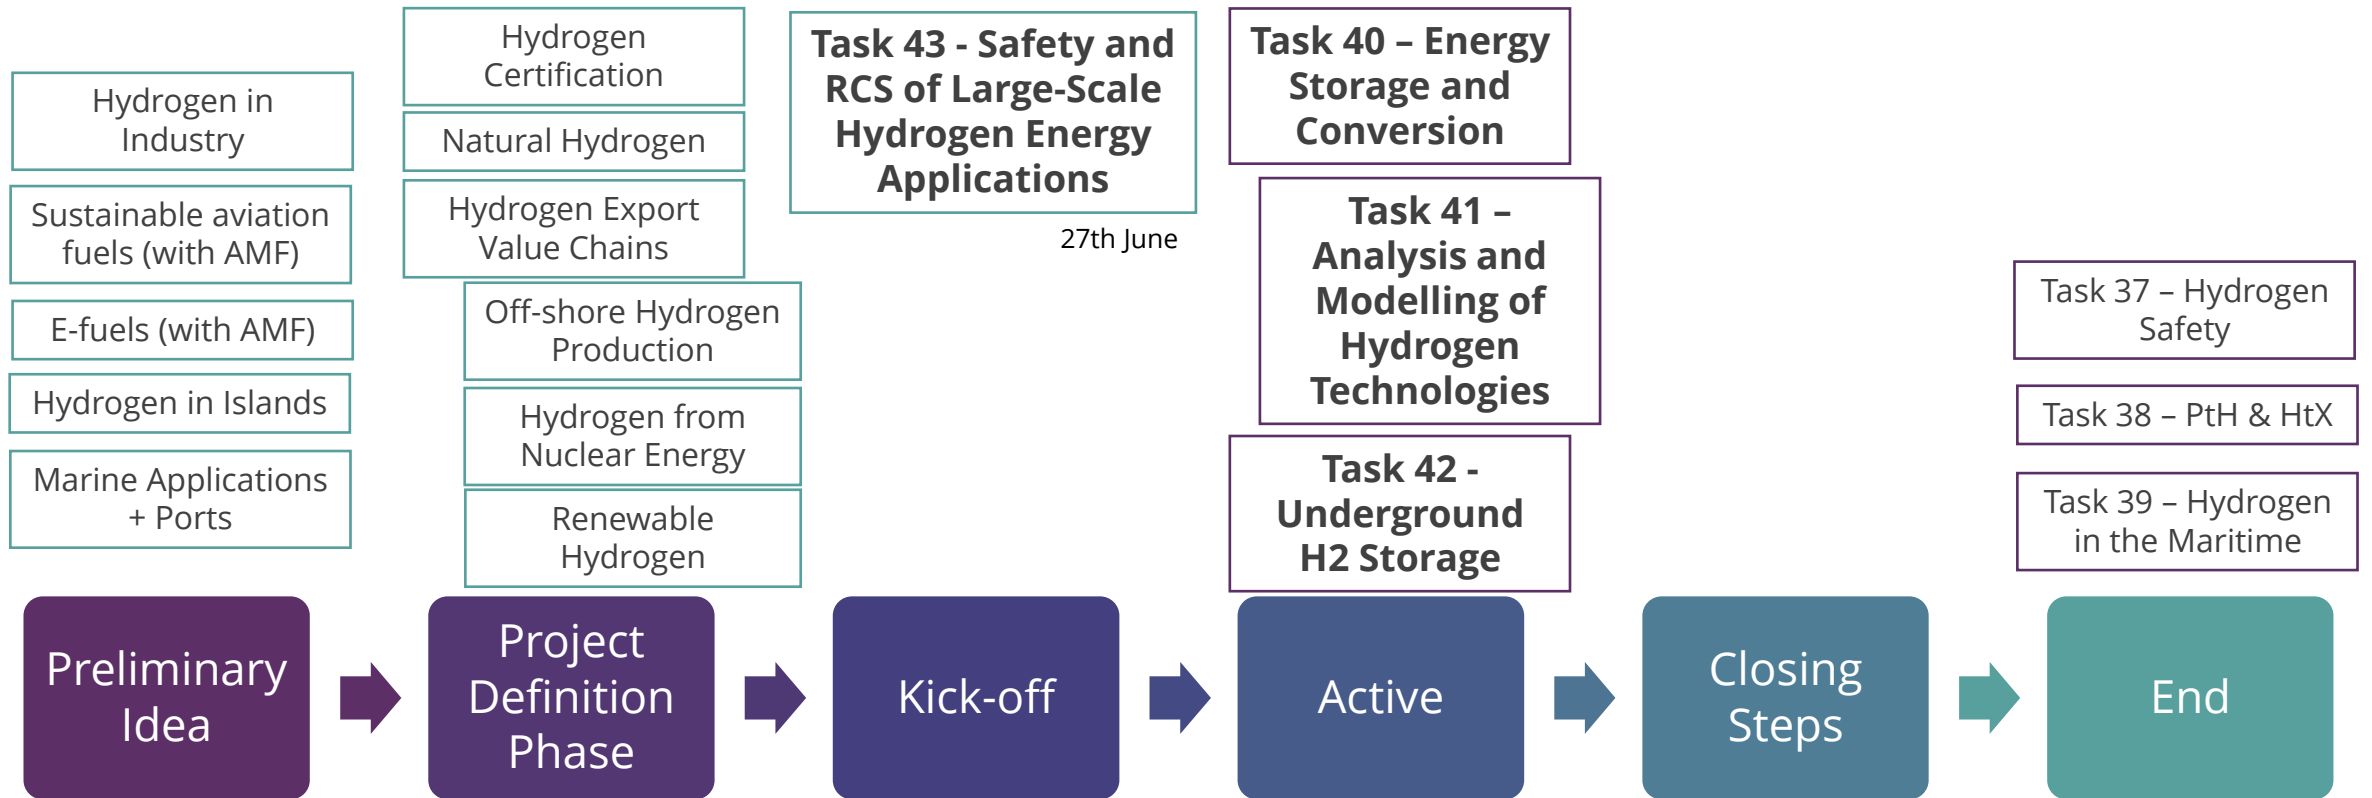 Hydrogen in
Industry
Sustainable aviation
fuels (with AMF)
E-fuels (with AMF)
Hydrogen in Islands
Marine Applications
+ Ports
Hydrogen
Certification
Natural Hydrogen
Hydrogen Export
Value Chains
Off-shore Hydrogen
Production
Hydrogen from
Nuclear Energy
Renewable
Hydrogen
Task 43 - Safety and
RCS of Large-Scale
Hydrogen Energy
Applications
27th June
Task 40 – Energy
Storage and
Conversion
Task 41 –
Analysis and
Modelling of
Hydrogen
Technologies
Task 42 -
Underground
H2 Storage
Task 37 – Hydrogen
Safety
Task 38 – PtH & HtX
Task 39 – Hydrogen
in the Maritime
Preliminary
Idea
Project
Definition
Phase
Kick-off
Active
Closing
Steps
End